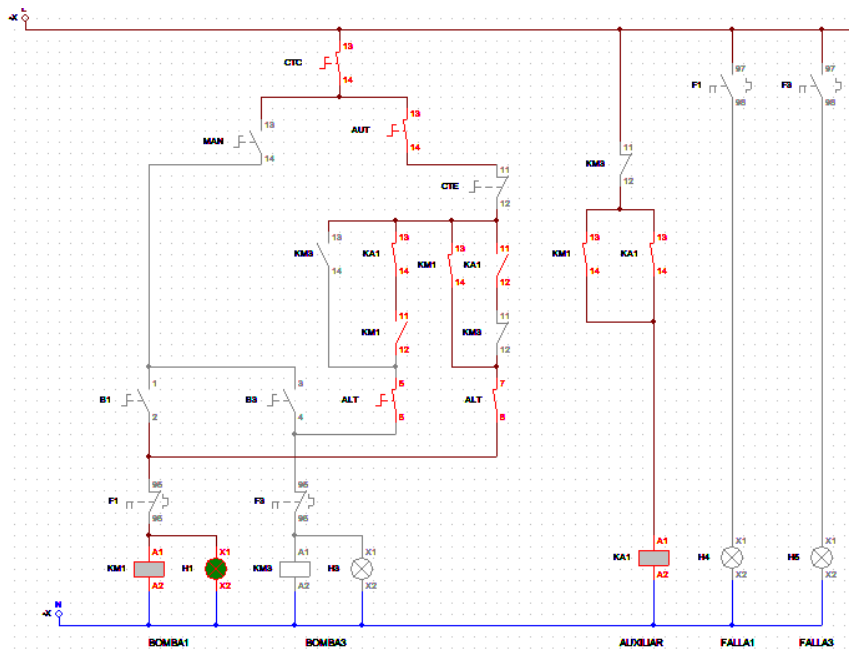 L
-X
CTC
13
14
MAN
13
14
AUT
13
14
CTE
11
12
KM3
13
14
KA1
13
14
KM1
13
14
KA1
11
12
KM1
11
12
KM3
11
12
B1
1
2
B3
3
4
ALT
5
6
ALT
7
8
F1
95
96
F3
95
96
KM1
A1
A2
H1
X1
X2
KM3
A1
A2
H3
X1
X2
KM3
11
12
KM1
13
14
KA1
13
14
KA1
A1
A2
F1
97
98
F3
97
98
H4
X1
X2
H5
X1
X2
N
-X
BOMBA1
BOMBA3
AUXILIAR
FALLA1
FALLA3